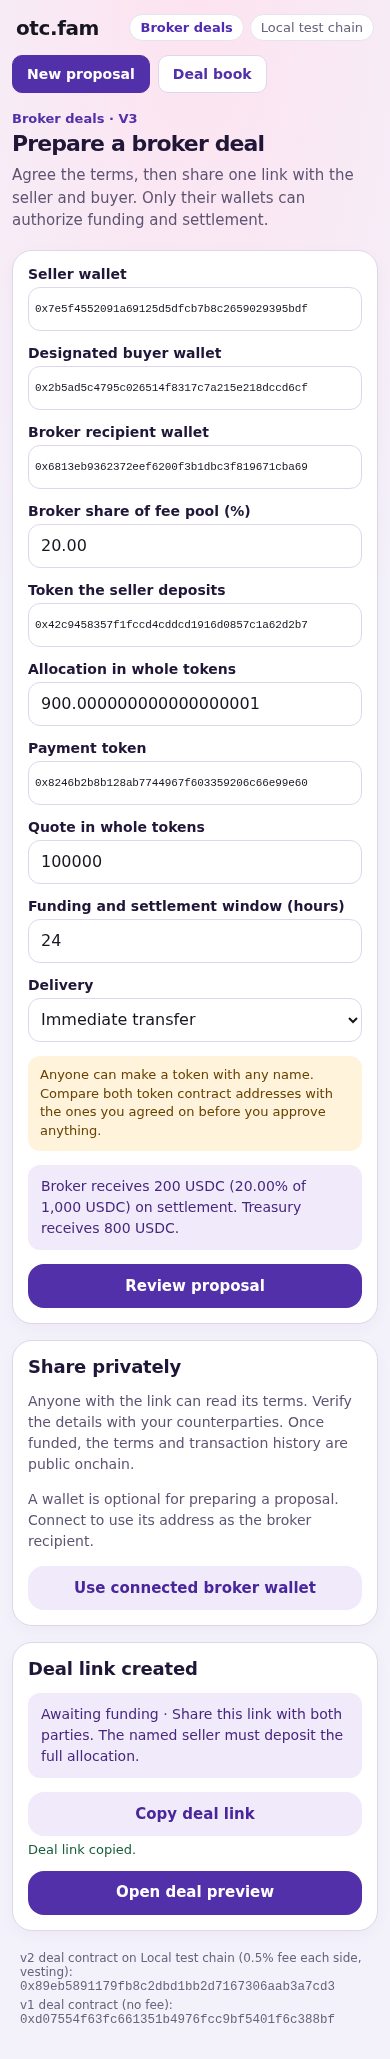 otc.fam
Broker deals
Local test chain
New proposal
Deal book
Broker deals · V3
Prepare a broker deal
Agree the terms, then share one link with the
seller and buyer. Only their wallets can
authorize funding and settlement.
Seller wallet
0x7e5f4552091a69125d5dfcb7b8c2659029395bdf
Designated buyer wallet
0x2b5ad5c4795c026514f8317c7a215e218dccd6cf
Broker recipient wallet
0x6813eb9362372eef6200f3b1dbc3f819671cba69
Broker share of fee pool (%)
20.00
Token the seller deposits
0x42c9458357f1fccd4cddcd1916d0857c1a62d2b7
Allocation in whole tokens
900.000000000000000001
Payment token
0x8246b2b8b128ab7744967f603359206c66e99e60
Quote in whole tokens
100000
Funding and settlement window (hours)
24
Delivery
Immediate transfer
Anyone can make a token with any name.
Compare both token contract addresses with
the ones you agreed on before you approve
anything.
Broker receives 200 USDC (20.00% of
1,000 USDC) on settlement. Treasury
receives 800 USDC.
Review proposal
Share privately
Anyone with the link can read its terms. Verify
the details with your counterparties. Once
funded, the terms and transaction history are
public onchain.
A wallet is optional for preparing a proposal.
Connect to use its address as the broker
recipient.
Use connected broker wallet
Deal link created
Awaiting funding · Share this link with both
parties. The named seller must deposit the
full allocation.
Copy deal link
Deal link copied.
Open deal preview
v2 deal contract on Local test chain (0.5% fee each side,
vesting):
0x89eb5891179fb8c2dbd1bb2d7167306aab3a7cd3
v1 deal contract (no fee):
0xd07554f63fc661351b4976fcc9bf5401f6c388bf